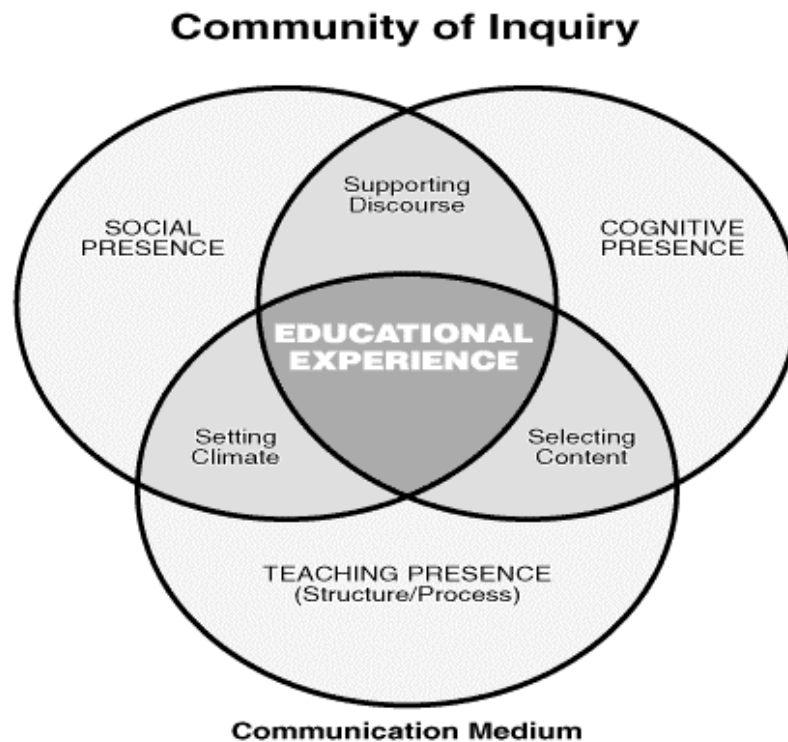 Community of Inquiry
Supporting
Discourse
SOCIAL
PRESENCE
COGNITIVE
PRESENCE
EDUCATIONAL
EXPERIENCE
Setting
Climate
Selecting
Content
TEACHING PRESENCE
(Structure/Process)
Communication Medium